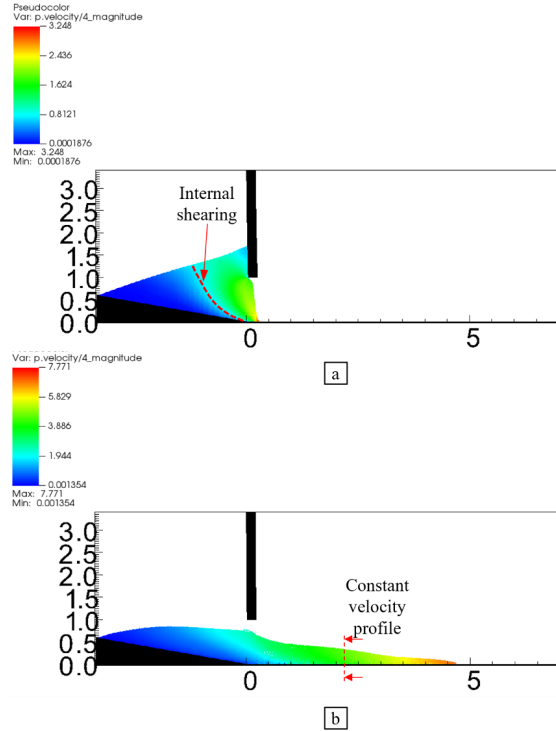 Pseudocolor
Var: p.velocity/4_magnitude
3.248
2.436
1.624
0.8121
0.0001876
Max: 3.248
Min: 0.0001876
Internal
shearing
3.0
2.5
2.0
1.5
1.0
0.5
0.0
0
5
a
Var: p.velocity/4_magnitude
7.771
5.829
3.886
1.944
0.001354
Max: 7.771
Min: 0.001354
Constant
velocity
profile
3.0
2.5
2.0
1.5
1.0
0.5
0.0
0
5
b